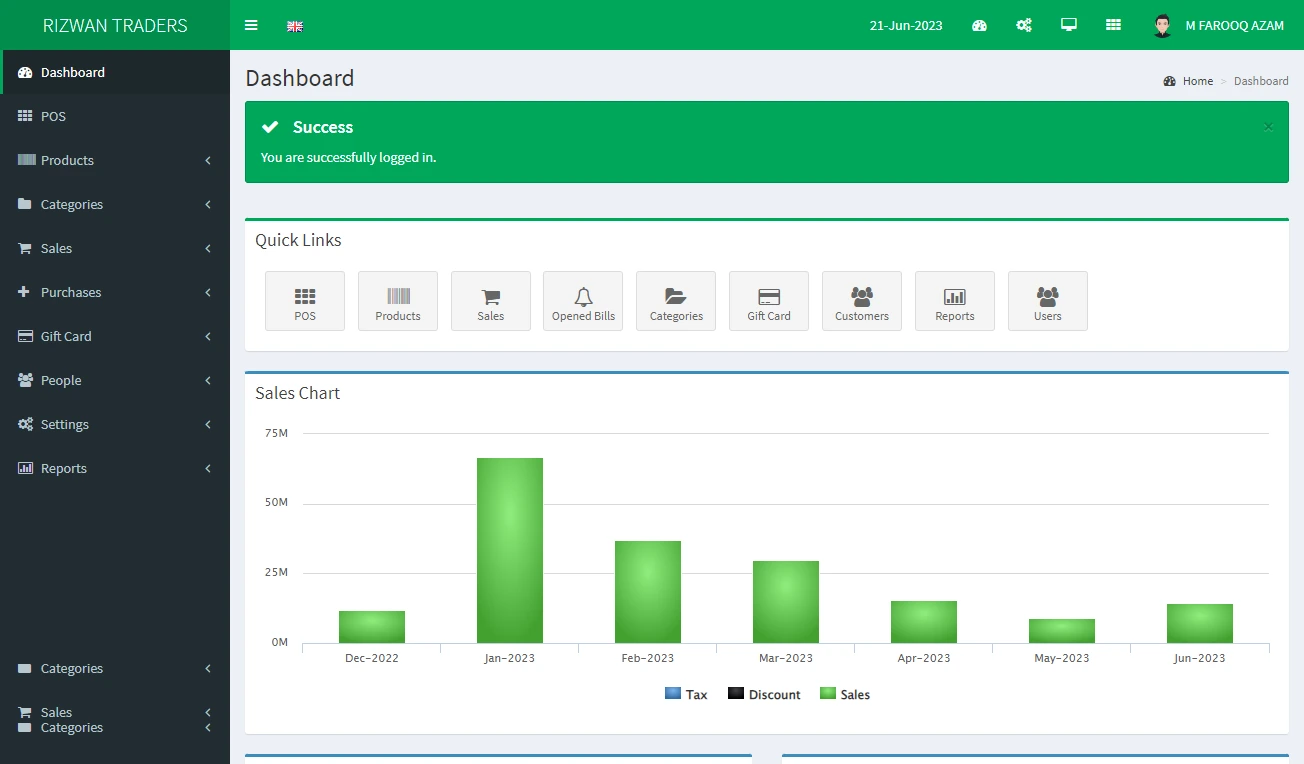 RIZWAN TRADERS
21-Jun-2023
M FAROOQ AZAM
Dashboard
POS
Products
Categories
Sales
Purchases
Gift Card
People
Settings
Reports
Categories
Sales
Categories
Dashboard
Home > Dashboard
Success
×
You are successfully logged in.
Quick Links
POS
Products
Sales
Opened Bills
Categories
Gift Card
Customers
Reports
Users
Sales Chart
75M
50M
25M
0M
Dec-2022
Jan-2023
Feb-2023
Mar-2023
Apr-2023
May-2023
Jun-2023
Tax
Discount
Sales